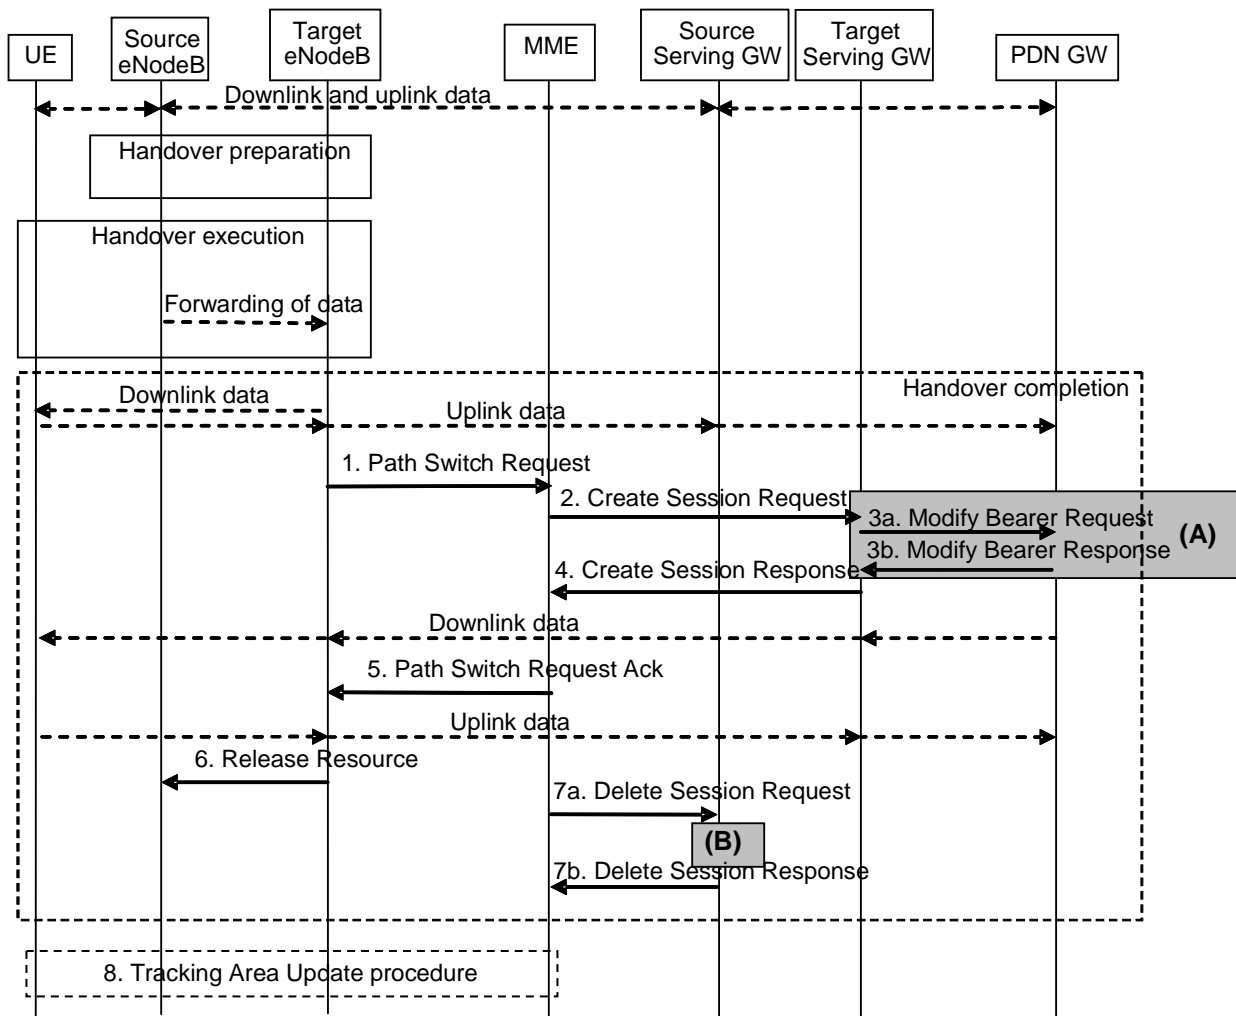 UE
Source
eNodeB
Target
eNodeB
MME
Source
Serving GW
Target
Serving GW
PDN GW
Downlink and uplink data
Handover preparation
Handover execution
Forwarding of data
Handover completion
Downlink data
Uplink data
1. Path Switch Request
2. Create Session Request
3a. Modify Bearer Request
(A)
3b. Modify Bearer Response
4. Create Session Response
Downlink data
5. Path Switch Request Ack
Uplink data
6. Release Resource
7a. Delete Session Request
(B)
7b. Delete Session Response
8. Tracking Area Update procedure